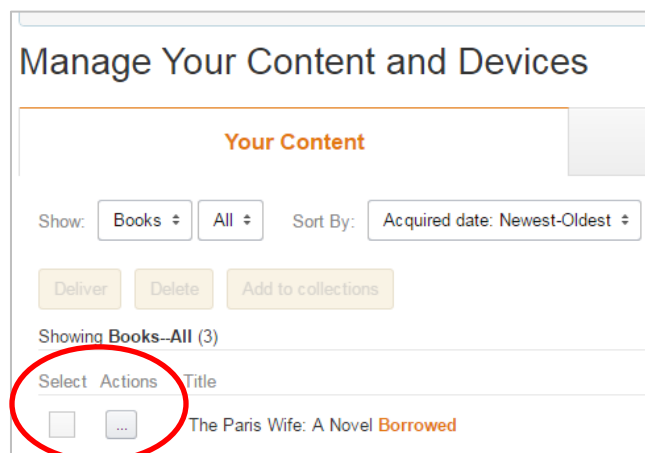 Manage Your Content and Devices
Your Content
Show: Books All Sort By: Acquired date: Newest-Oldest
Deliver Delete Add to collections
Showing Books--All (3)
Select Actions Title
... The Paris Wife: A Novel Borrowed